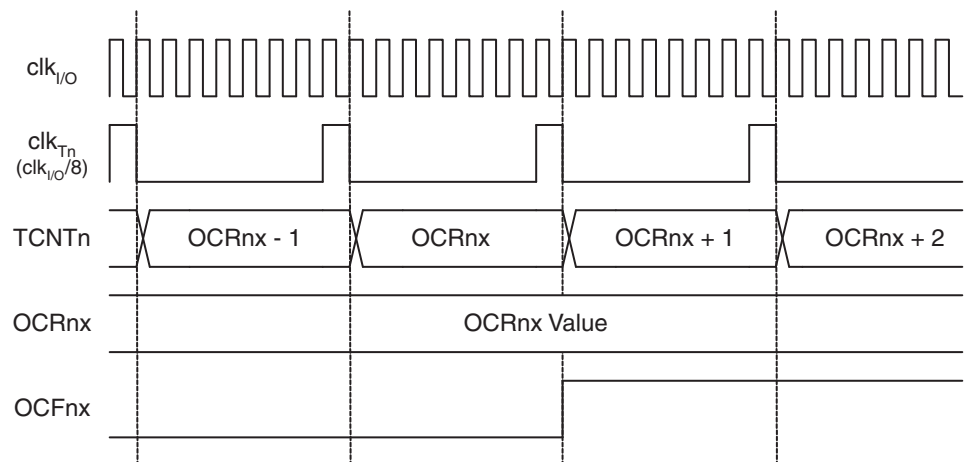 clkI/O
clkTn
(clkI/O/8)
TCNTn
OCRnx - 1
OCRnx
OCRnx + 1
OCRnx + 2
OCRnx
OCRnx Value
OCFnx